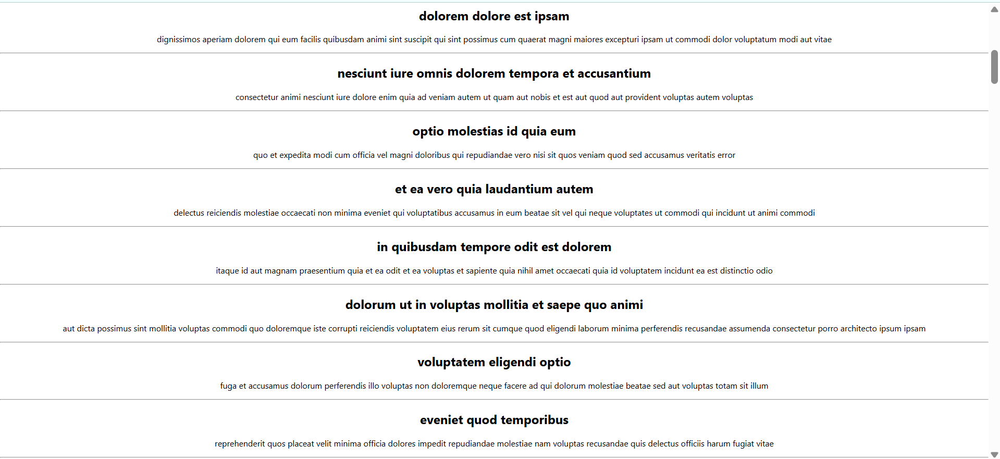 dolorem dolore est ipsam
dignissimos aperiam dolorem qui eum facilis quibusdam animi sint suscipit qui sint possimus cum quaerat magni maiores excepturi ipsam ut commodi dolor voluptatum modi aut vitae
nesciunt iure omnis dolorem tempora et accusantium
consectetur animi nesciunt iure dolore enim quia ad veniam autem ut quam aut nobis et est aut quod aut provident voluptas autem voluptas
optio molestias id quia eum
quo et expedita modi cum officia vel magni doloribus qui repudiandae vero nisi sit quos veniam quod sed accusamus veritatis error
et ea vero quia laudantium autem
delectus reiciendis molestiae occaecati non minima eveniet qui voluptatibus accusamus in eum beatae sit vel qui neque voluptates ut commodi qui incidunt ut animi commodi
in quibusdam tempore odit est dolorem
itaque id aut magnam praesentium quia et ea odit et ea voluptas et sapiente quia nihil amet occaecati quia id voluptatem incidunt ea est distinctio odio
dolorum ut in voluptas mollitia et saepe quo animi
aut dicta possimus sint mollitia voluptas commodi quo doloremque iste corrupti reiciendis voluptatem eius rerum sit cumque quod eligendi laborum minima perferendis recusandae assumenda consectetur porro architecto ipsum ipsam
voluptatem eligendi optio
fuga et accusamus dolorum perferendis illo voluptas non doloremque neque facere ad qui dolorum molestiae beatae sed aut voluptas totam sit illum
eveniet quod temporibus
reprehenderit quos placeat velit minima officia dolores impedit repudiandae molestiae nam voluptas recusandae quis delectus officiis harum fugiat vitae